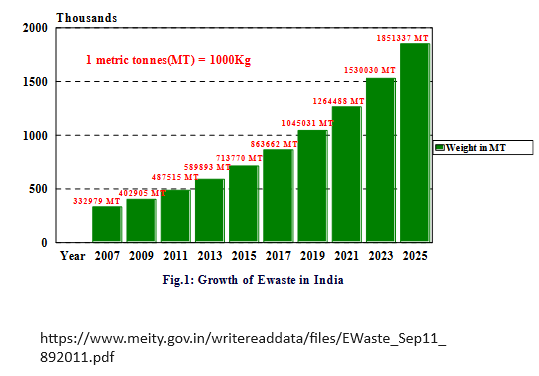 Thousands
2000
1851337 MT
1 metric tonnes(MT) = 1000Kg
1530030 MT
1500
1264488 MT
1045031 MT
1000
863662 MT
Weight in MT
713770 MT
589893 MT
487515 MT
500
402905 MT
332979 MT
0
Year 2007 2009 2011 2013 2015 2017 2019 2021 2023 2025
Fig.1: Growth of Ewaste in India
https://www.meity.gov.in/writereaddata/files/EWaste_Sep11_
892011.pdf